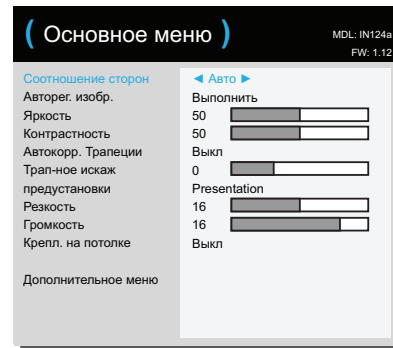 ( Основное меню )
MDL: IN124a
FW: 1.12
Соотношение сторон ◄ Авто ►
Авторег. изобр. Выполнить
Яркость 50
Контрастность 50
Автокорр. Трапеции Выкл
Трап-ное искаж 0
предустановки Presentation
Резкость 16
Громкость 16
Крепл. на потолке Выкл
Дополнительное меню